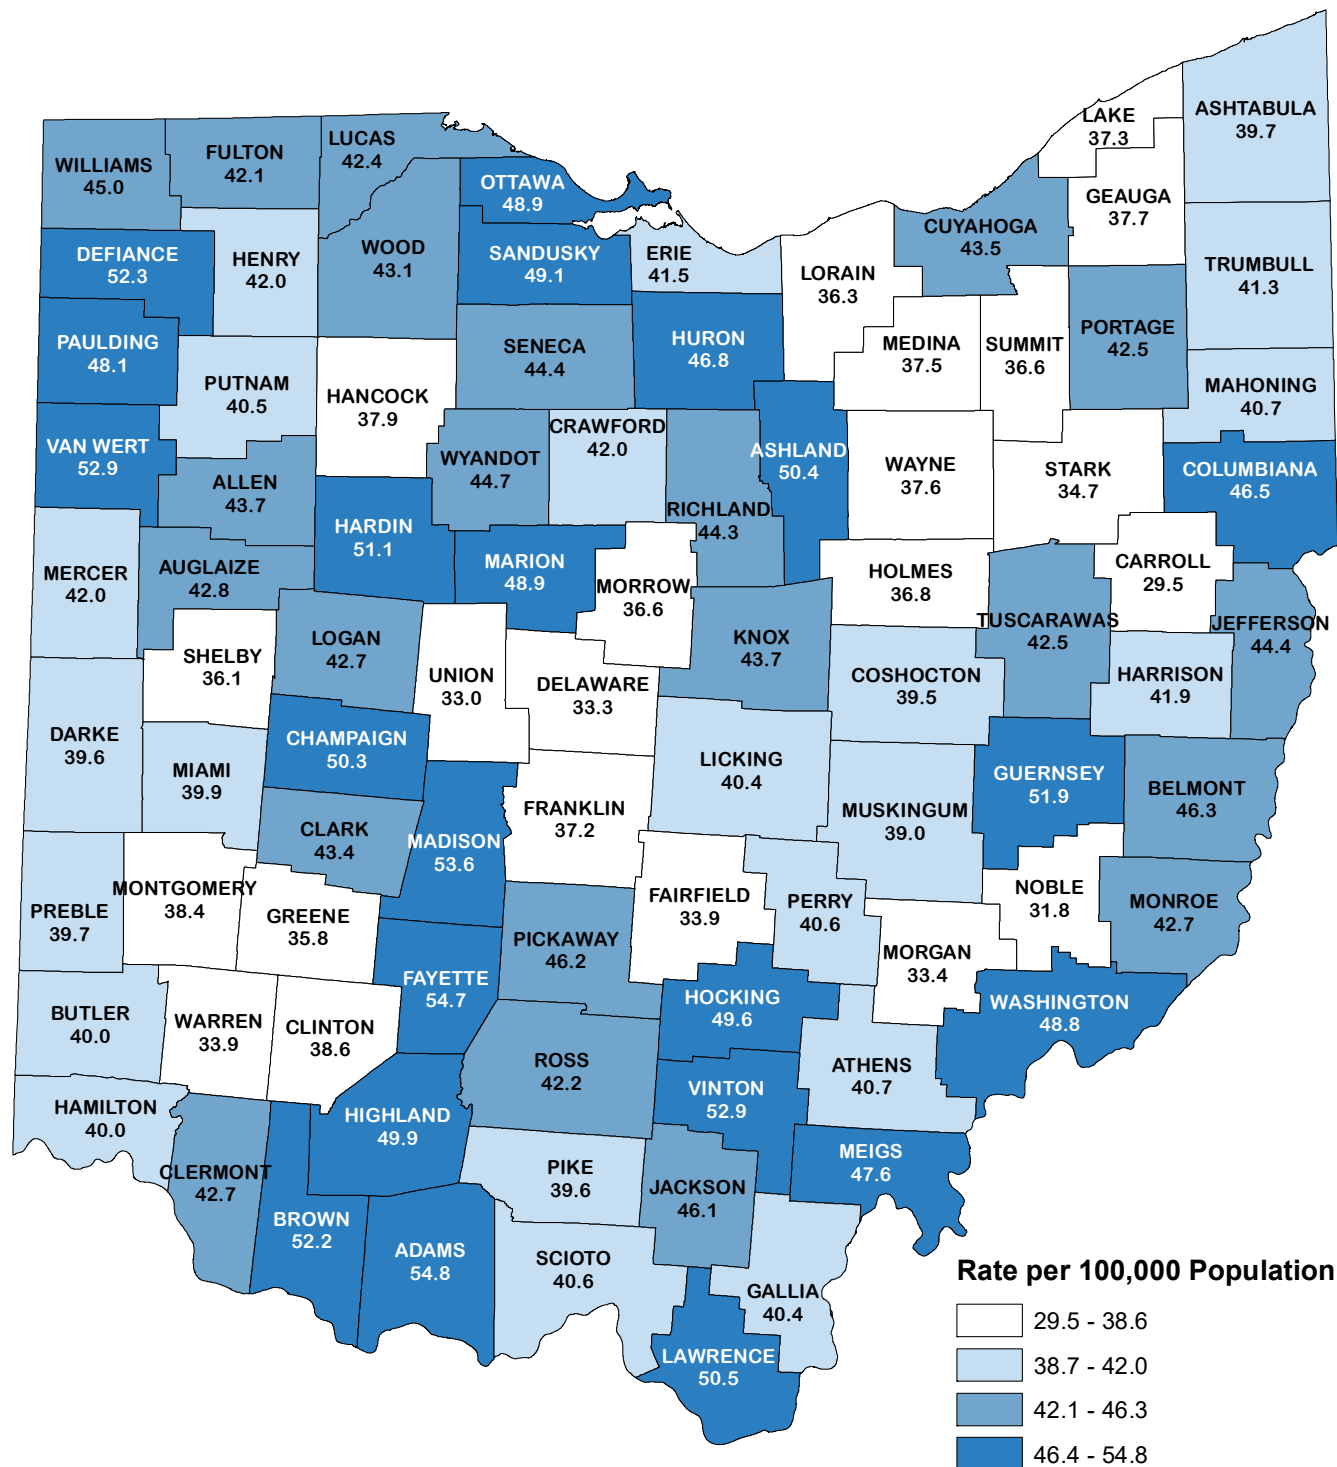 LAKE
37.3
ASHTABULA
39.7
WILLIAMS
45.0
FULTON
42.1
LUCAS
42.4
OTTAWA
48.9
GEAUGA
37.7
CUYAHOGA
43.5
DEFIANCE
52.3
HENRY
42.0
WOOD
43.1
SANDUSKY
49.1
ERIE
41.5
LORAIN
36.3
TRUMBULL
41.3
PAULDING
48.1
PUTNAM
40.5
HANCOCK
37.9
SENECA
44.4
HURON
46.8
MEDINA
37.5
SUMMIT
36.6
PORTAGE
42.5
MAHONING
40.7
VAN WERT
52.9
ALLEN
43.7
WYANDOT
44.7
CRAWFORD
42.0
RICHLAND
44.3
ASHLAND
50.4
WAYNE
37.6
STARK
34.7
COLUMBIANA
46.5
MERCER
42.0
AUGLAIZE
42.8
HARDIN
51.1
MARION
48.9
MORROW
36.6
HOLMES
36.8
CARROLL
29.5
TUSCARAWAS
42.5
JEFFERSON
44.4
SHELBY
36.1
LOGAN
42.7
UNION
33.0
DELAWARE
33.3
KNOX
43.7
COSHOCTON
39.5
HARRISON
41.9
DARKE
39.6
MIAMI
39.9
CHAMPAIGN
50.3
LICKING
40.4
MUSKINGUM
39.0
GUERNSEY
51.9
BELMONT
46.3
CLARK
43.4
MADISON
53.6
FRANKLIN
37.2
PREBLE
39.7
MONTGOMERY
38.4
GREENE
35.8
FAIRFIELD
33.9
PERRY
40.6
NOBLE
31.8
MONROE
42.7
FAYETTE
54.7
PICKAWAY
46.2
MORGAN
33.4
BUTLER
40.0
WARREN
33.9
CLINTON
38.6
HOCKING
49.6
WASHINGTON
48.8
ROSS
42.2
VINTON
52.9
ATHENS
40.7
HAMILTON
40.0
HIGHLAND
49.9
CLERMONT
42.7
PIKE
39.6
JACKSON
46.1
MEIGS
47.6
BROWN
52.2
ADAMS
54.8
SCIOTO
40.6
GALLIA
40.4
LAWRENCE
50.5
Rate per 100,000 Population
29.5 - 38.6
38.7 - 42.0
42.1 - 46.3
46.4 - 54.8